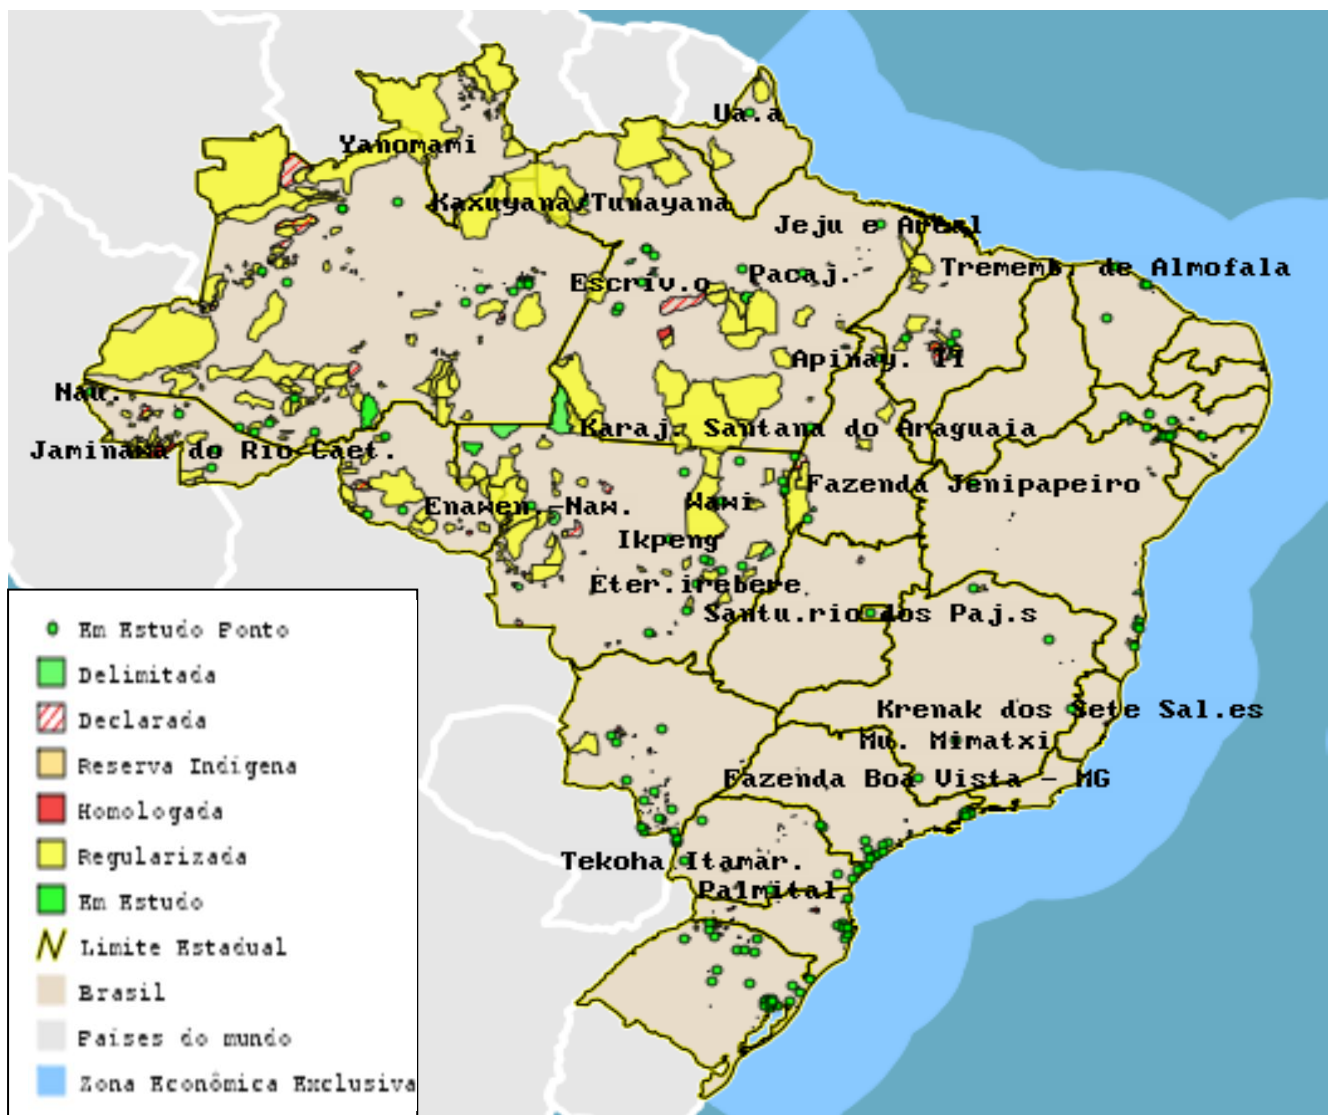 Ua.a
Yanomami
Kaxuyana/Tunayana
Jeju e Areal
Trememb. de Almofala
Escriv.o
Pacaj.
Apinay. II
Nau.
Karaj. Santana do Araguaia
Jaminawa do Rio Caet.
Fazenda Jenipapeiro
Enawen.-Naw.
Wawi
Ikpeng
Eter.irebere
Santu.rio dos Paj.s
Krenak dos Sete Sal.es
Mu. Mimatxi
Fazenda Boa Vista - MG
Tekoha Itamar.
Palmital
Em Estudo Ponto
Delimitada
Declarada
Reserva Indigena
Homologada
Regularizada
Em Estudo
Limite Estadual
Brasil
Países do mundo
Zona Econômica Exclusiva